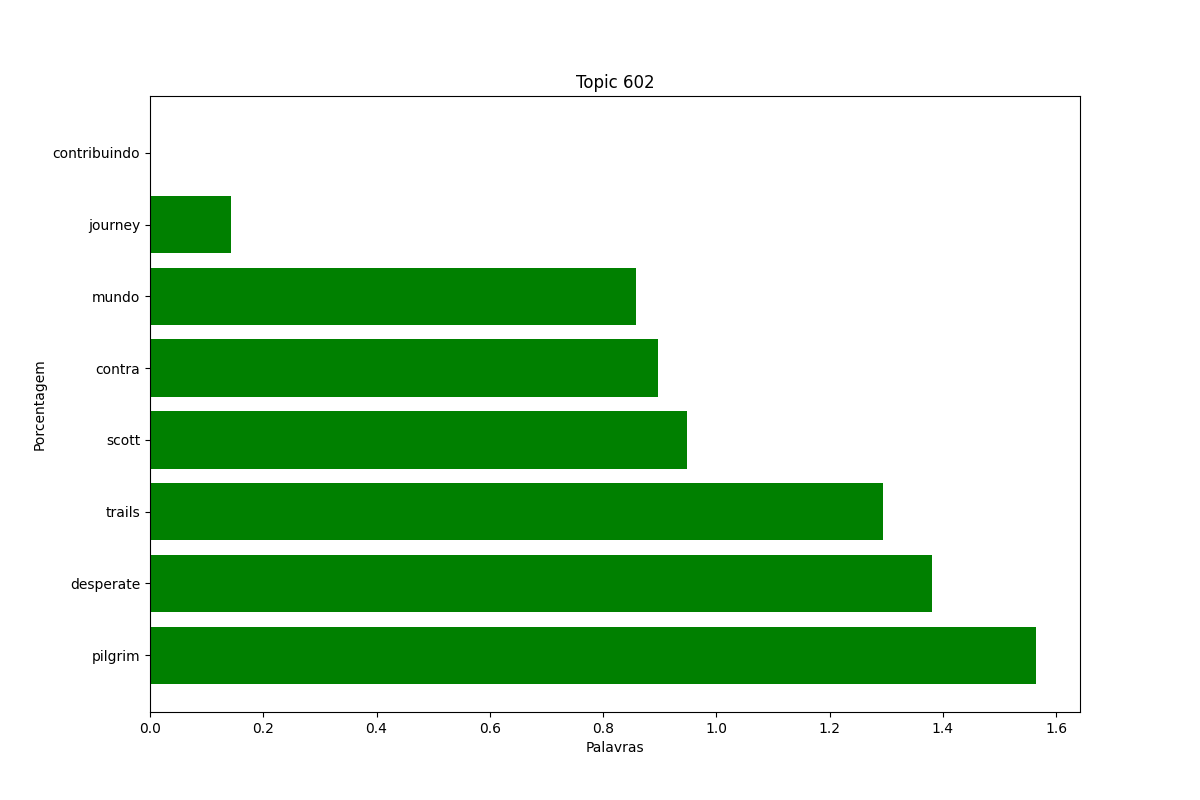 Topic 602
contribuindo
journey
mundo
contra
scott
trails
desperate
pilgrim
Porcentagem
0.0 0.2 0.4 0.6 0.8 1.0 1.2 1.4 1.6
Palavras